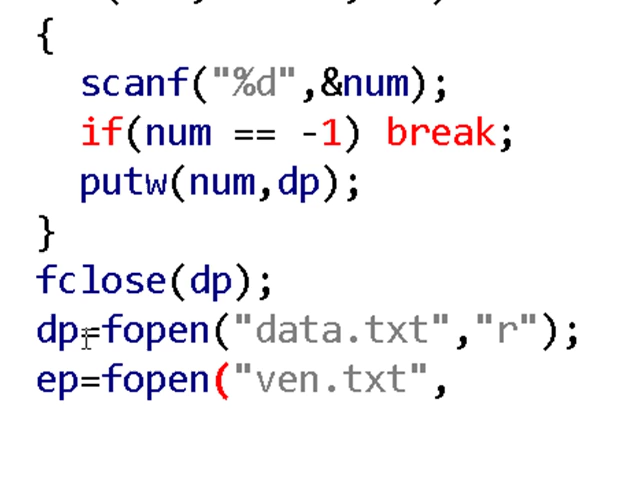 {
scanf("%d",&num);
if(num == -1) break;
putw(num,dp);
}
fclose(dp);
dp=fopen("data.txt","r");
ep=fopen("ven.txt",